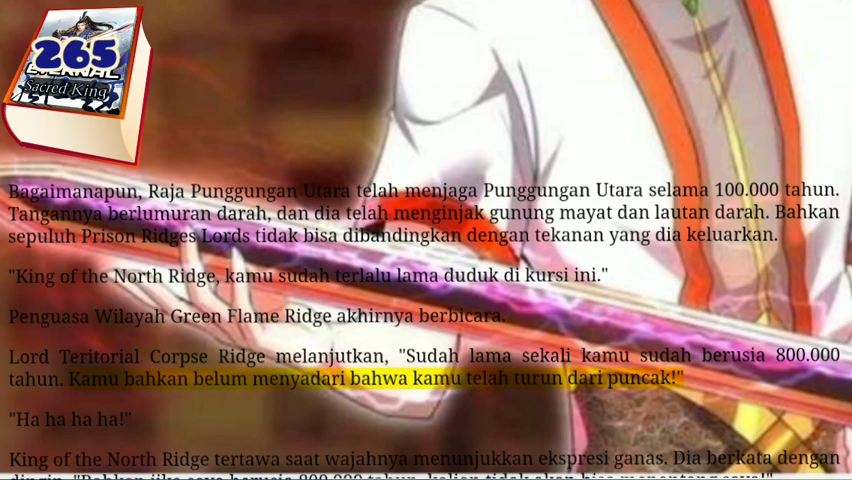 265
ETERNAL
Sacred King
Bagaimanapun, Raja Punggungan Utara telah menjaga Punggungan Utara selama 100.000 tahun.
Tangannya berlumuran darah, dan dia telah menginjak gunung mayat dan lautan darah. Bahkan
sepuluh Prison Ridges Lords tidak bisa dibandingkan dengan tekanan yang dia keluarkan.
"King of the North Ridge, kamu sudah terlalu lama duduk di kursi ini."
Penguasa Wilayah Green Flame Ridge akhirnya berbicara.
Lord Teritorial Corpse Ridge melanjutkan, "Sudah lama sekali kamu sudah berusia 800.000
tahun. Kamu bahkan belum menyadari bahwa kamu telah turun dari puncak!"
"Ha ha ha ha!"
King of the North Ridge tertawa saat wajahnya menunjukkan ekspresi ganas. Dia berkata dengan